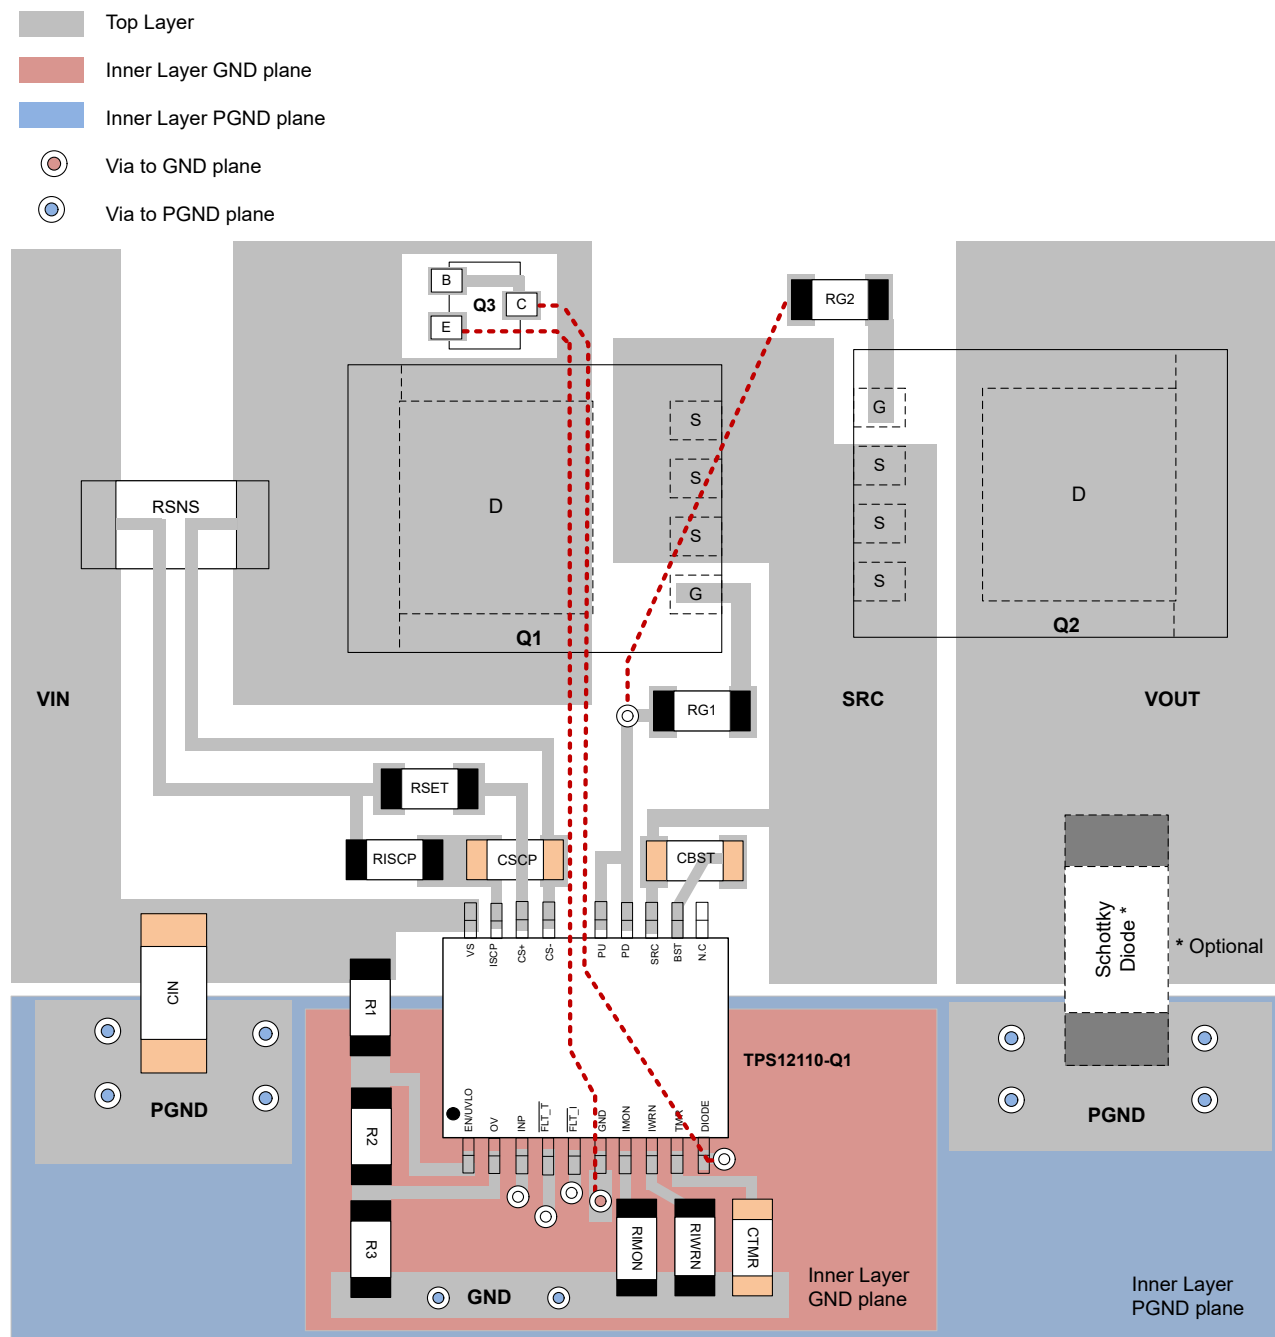 Top Layer
Inner Layer GND plane
Inner Layer PGND plane
Via to GND plane
Via to PGND plane
B
Q3
C
E
RG2
S
G
RSNS
S
S
D
D
S
S
G
S
Q1
Q2
VIN
RG1
SRC
VOUT
RSET
RISCP
CSCP
CBST
Schottky
Diode *
* Optional
VS
ISCP
CS+
CS-
PU
PD
SRC
BST
N.C
CIN
R1
TPS12110-Q1
PGND
PGND
R2
EN/UVLO
OV
INP
FLT_T
FLT_I
GND
IMON
IWRN
TMR
DIODE
R3
RIMON
RIWRN
CTMR
GND
Inner Layer
GND plane
Inner Layer
PGND plane